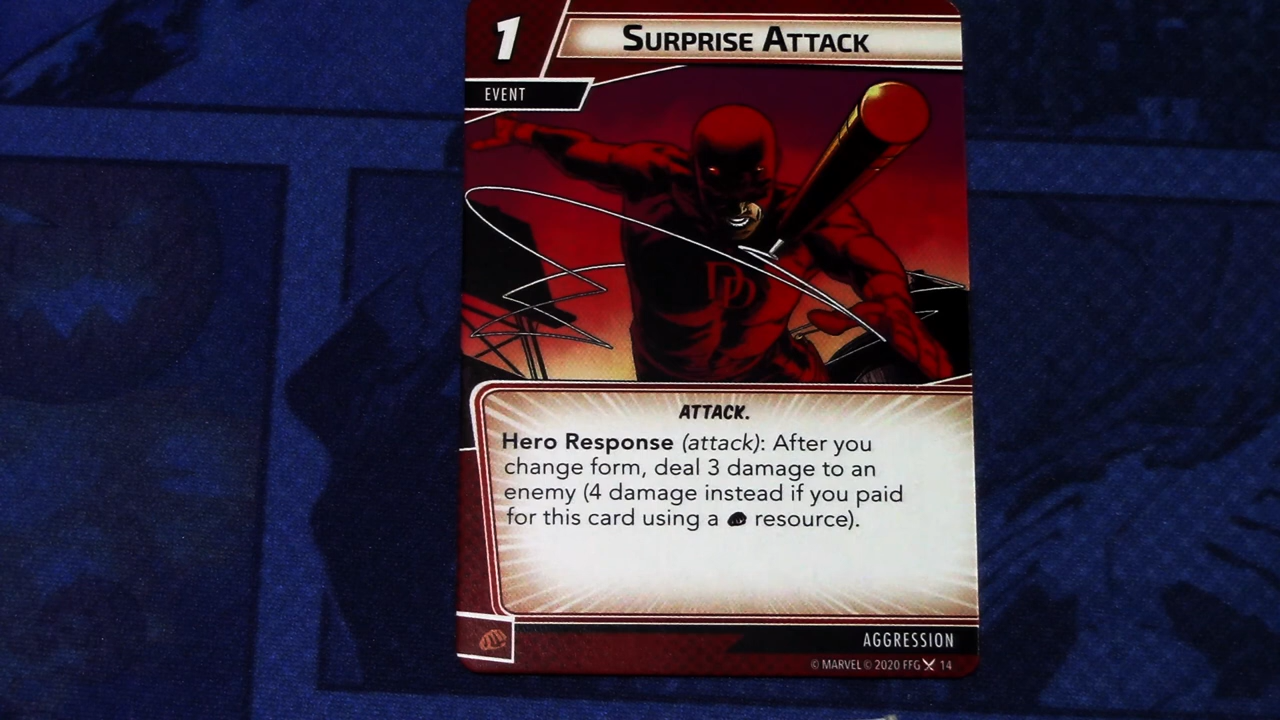 1
SURPRISE ATTACK
EVENT
DD
ATTACK.
Hero Response (attack): After you
change form, deal 3 damage to an
enemy (4 damage instead if you paid
for this card using a resource).
AGGRESSION
© MARVEL © 2020 FFG 14